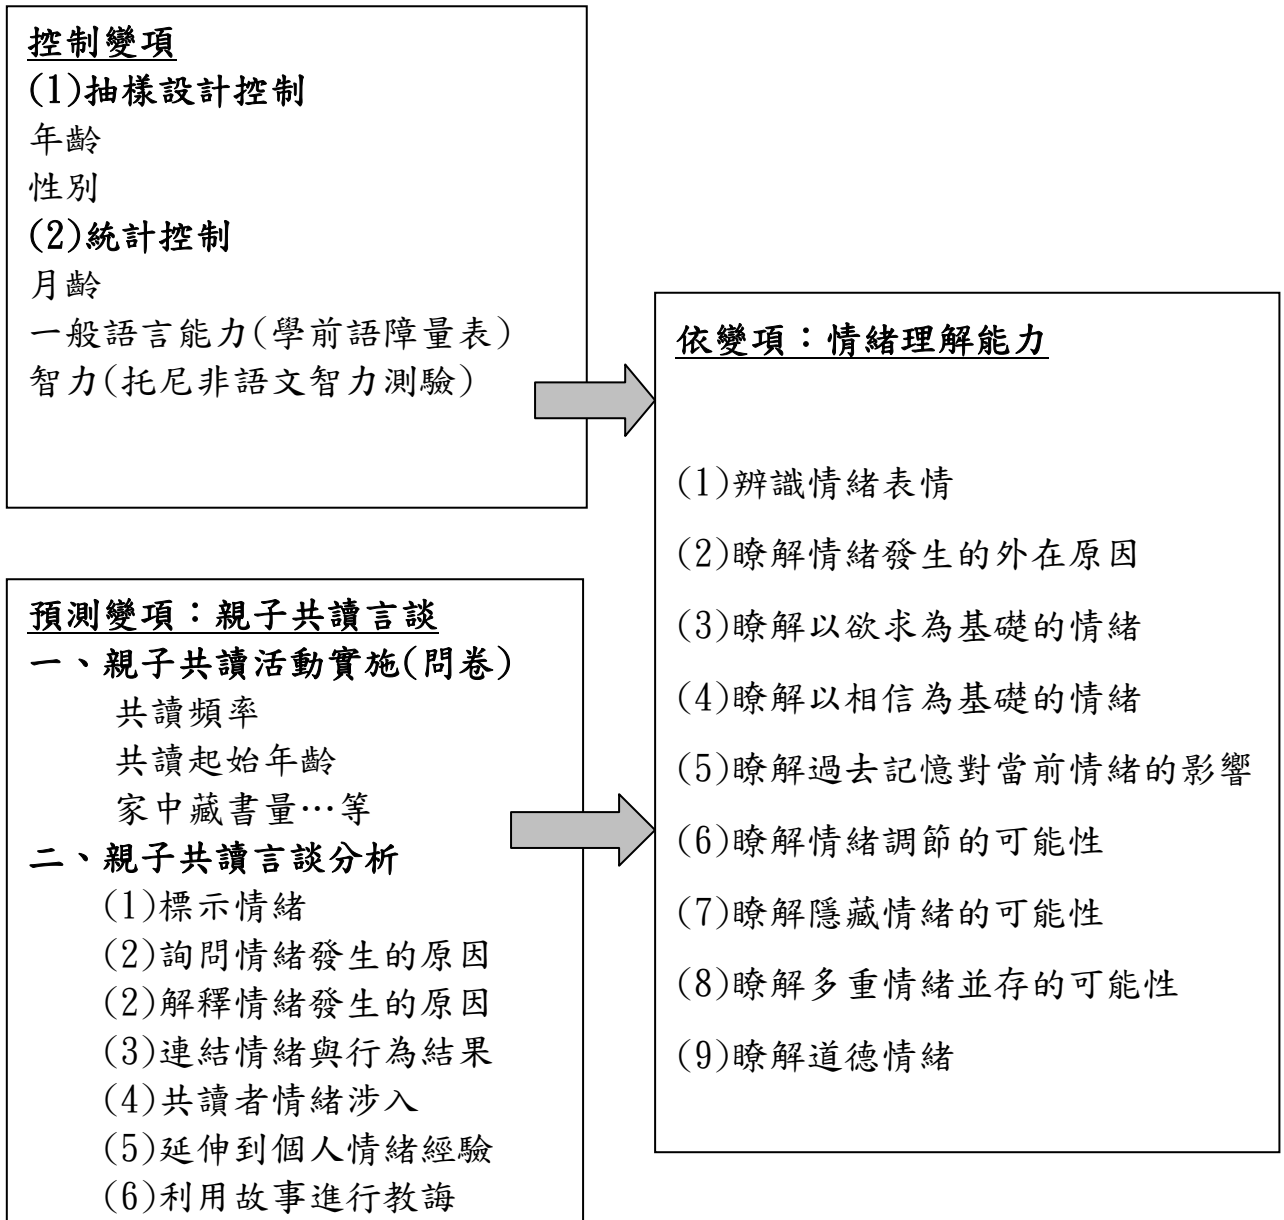 控制變項
(1)抽樣設計控制
年齡
性別
(2)統計控制
月齡
一般語言能力(學前語障量表)
智力(托尼非語文智力測驗)
預測變項：親子共讀言談
一、親子共讀活動實施(問卷)
共讀頻率
共讀起始年齡
家中藏書量…等
二、親子共讀言談分析
(1)標示情緒
(2)詢問情緒發生的原因
(2)解釋情緒發生的原因
(3)連結情緒與行為結果
(4)共讀者情緒涉入
(5)延伸到個人情緒經驗
(6)利用故事進行教誨
依變項：情緒理解能力
(1)辨識情緒表情
(2)瞭解情緒發生的外在原因
(3)瞭解以欲求為基礎的情緒
(4)瞭解以相信為基礎的情緒
(5)瞭解過去記憶對當前情緒的影響
(6)瞭解情緒調節的可能性
(7)瞭解隱藏情緒的可能性
(8)瞭解多重情緒並存的可能性
(9)瞭解道德情緒